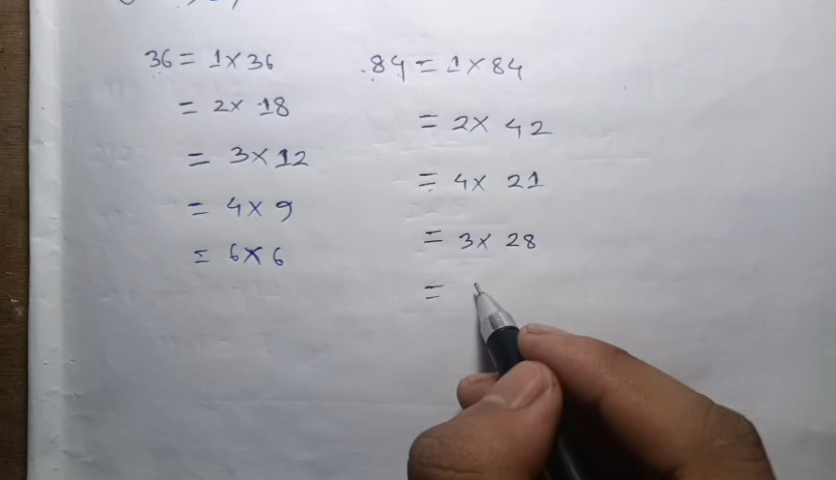 36 = 1 x 36
= 2 x 18
= 3 x 12
= 4 x 9
= 6 x 6
84 = 1 x 84
= 2 x 42
= 4 x 21
= 3 x 28
=